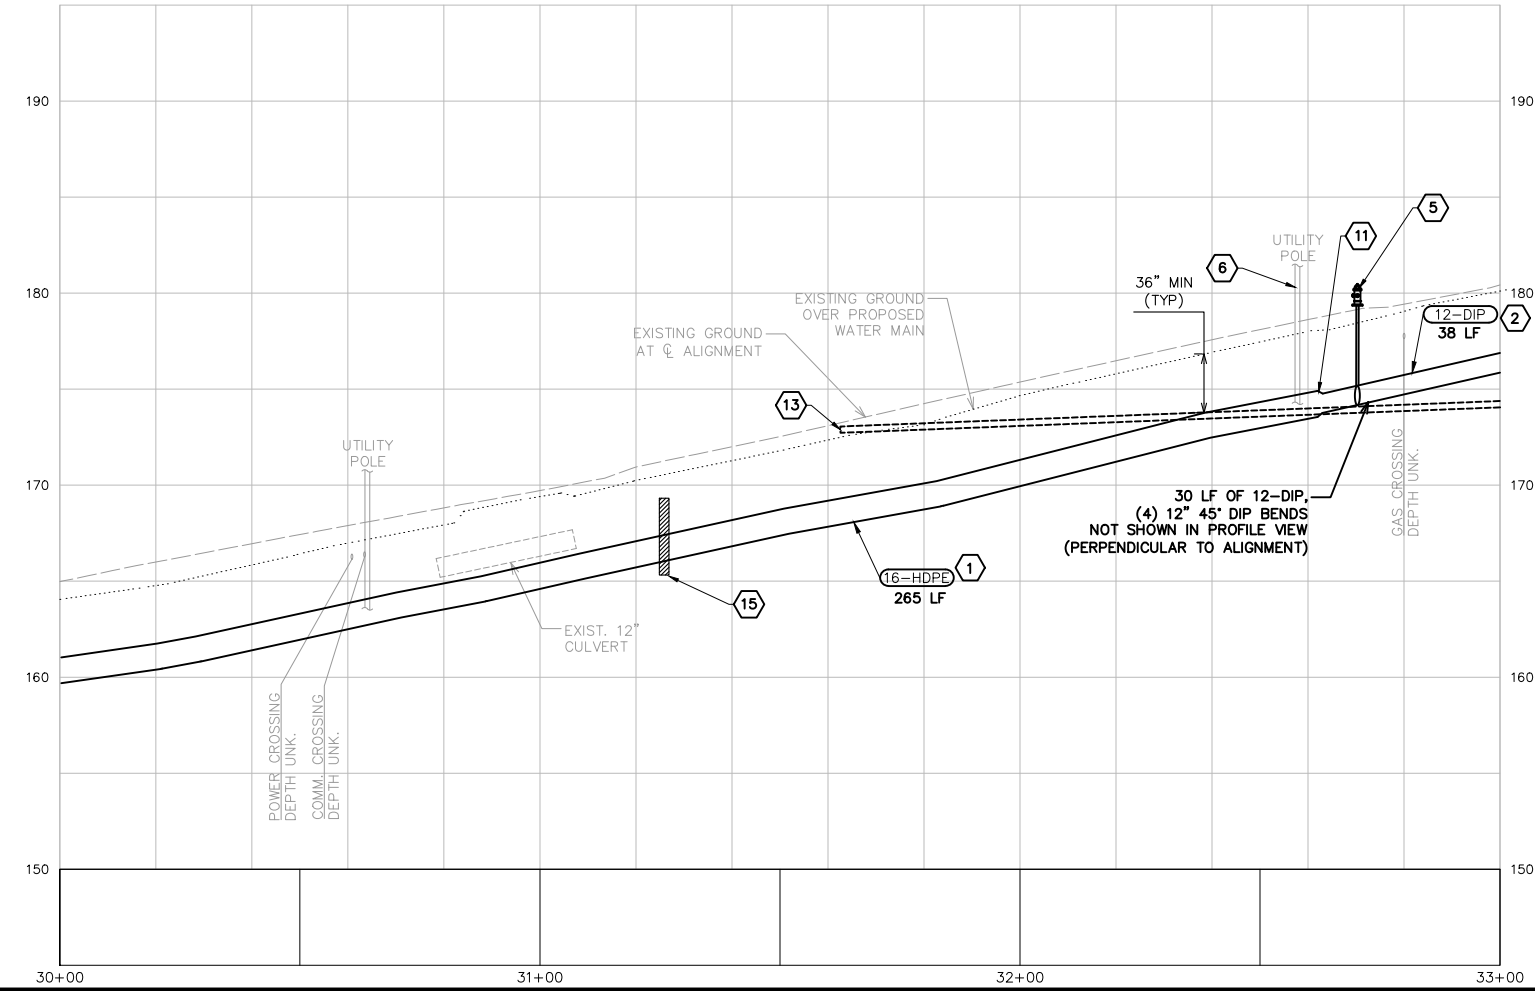 190
190
5
11
UTILITY
POLE
6
36" MIN
(TYP)
180
180
EXISTING GROUND
OVER PROPOSED
WATER MAIN
12-DIP
2
38 LF
EXISTING GROUND
AT ℄ ALIGNMENT
13
UTILITY
POLE
GAS CROSSING
DEPTH UNK.
170
170
30 LF OF 12-DIP,
(4) 12" 45° DIP BENDS
NOT SHOWN IN PROFILE VIEW
(PERPENDICULAR TO ALIGNMENT)
16-HDPE
1
265 LF
15
EXIST. 12"
CULVERT
160
160
POWER CROSSING
DEPTH UNK.
COMM. CROSSING
DEPTH UNK.
150
150
30+00
31+00
32+00
33+00